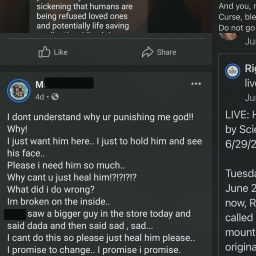 sickening that humans are
being refused loved ones
and potentially life saving
Like
Share
M
4d
I dont understand why ur punishing me god!!
Why!
I just want him here.. I just to hold him and see
his face..
Please i need him so much..
Why cant u just heal him!?!?!?!?
What did i do wrong?
Im broken on the inside..
saw a bigger guy in the store today and
said dada and then said sad , sad...
I cant do this so please just heal him please..
I promise to change.. I promise i promise.
And you, r
Curse, ble
Do not go
Ju
Rig
live
Ju
LIVE: H
by Scie
6/29/2
Tuesda
June 2
now, R
called
mount
origina